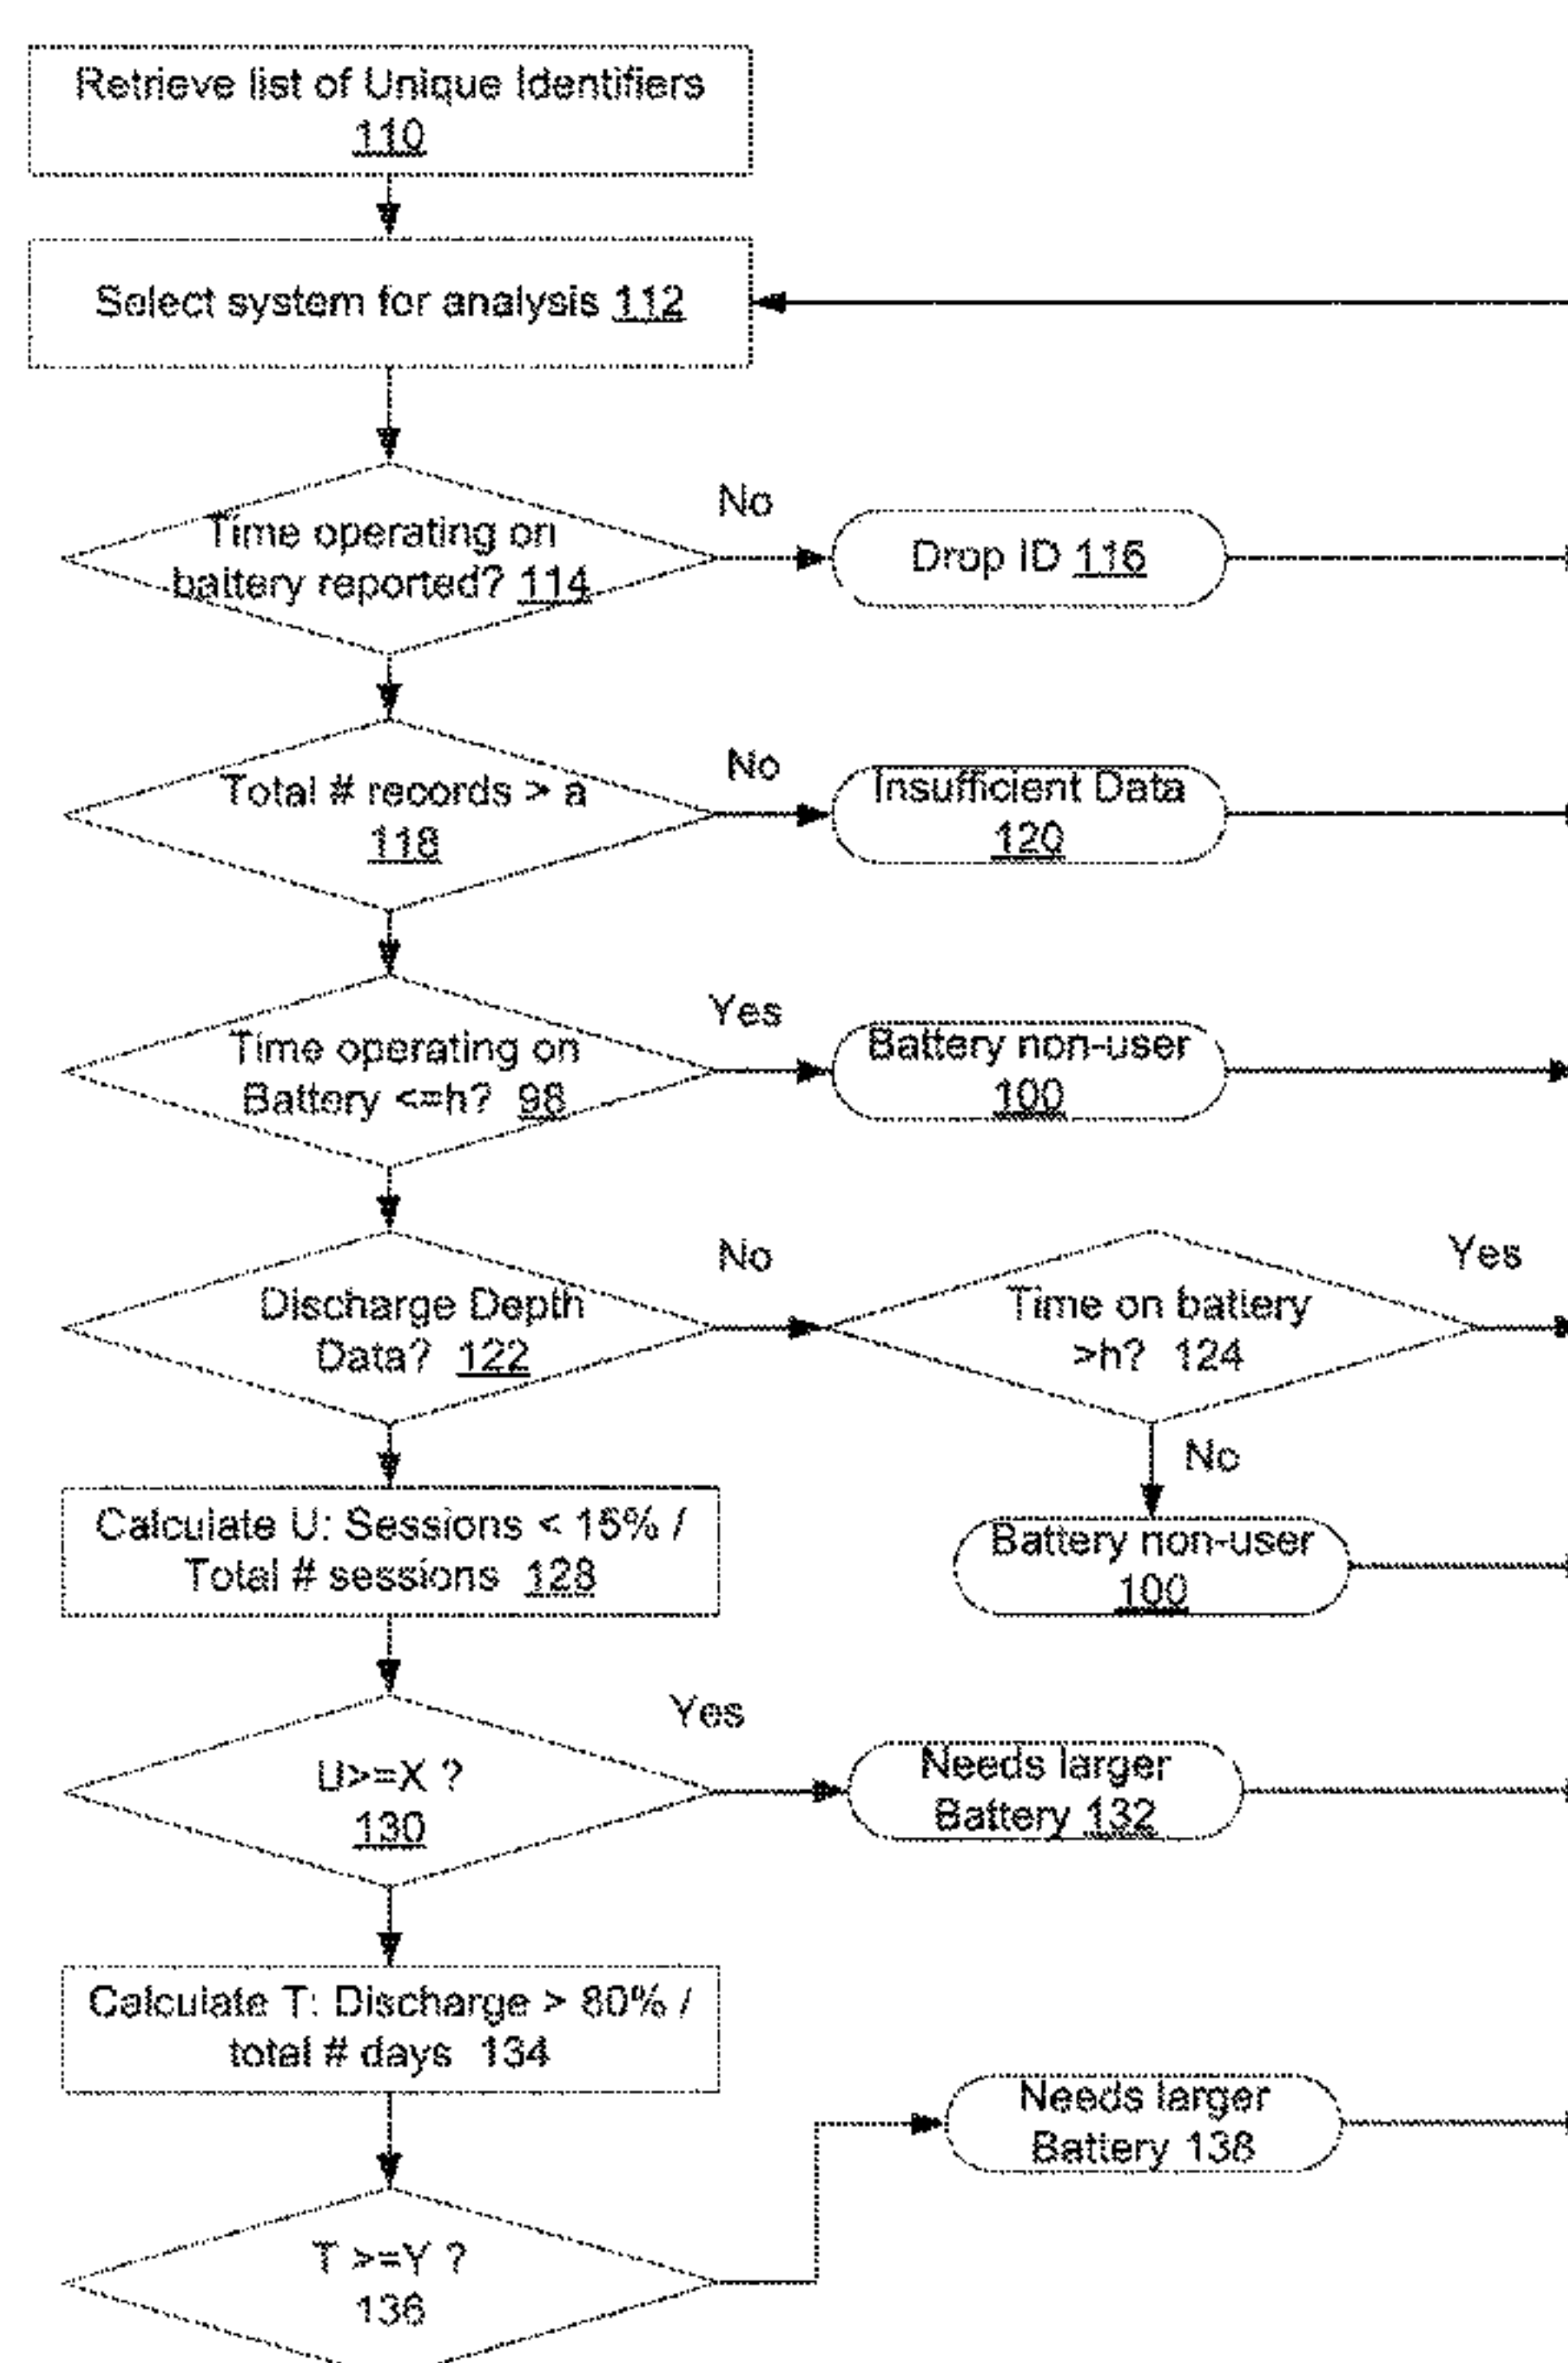 Retrieve list of Unique Identifiers
110
Select system for analysis 112
No
Time operating on
battery reported? 114
Drop ID 116
No
Total # records > a
118
Insufficient Data
120
Yes
Time operating on
Battery <=h? 98
Battery non-user
100
No
Yes
Discharge Depth
Data? 122
Time on battery
>h? 124
No
Calculate U: Sessions < 15% /
Total # sessions 128
Battery non-user
100
Yes
U>=X ?
130
Needs larger
Battery 132
Calculate T: Discharge > 80% /
total # days 134
Needs larger
Battery 138
T >=Y ?
136